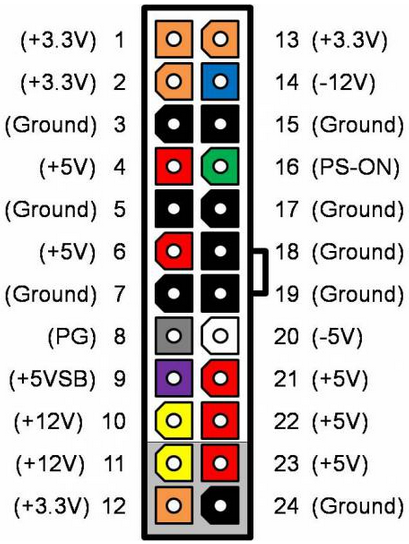 (+3.3V) 1 13 (+3.3V)
(+3.3V) 2 14 (-12V)
(Ground) 3 15 (Ground)
(+5V) 4 16 (PS-ON)
(Ground) 5 17 (Ground)
(+5V) 6 18 (Ground)
(Ground) 7 19 (Ground)
(PG) 8 20 (-5V)
(+5VSB) 9 21 (+5V)
(+12V) 10 22 (+5V)
(+12V) 11 23 (+5V)
(+3.3V) 12 24 (Ground)